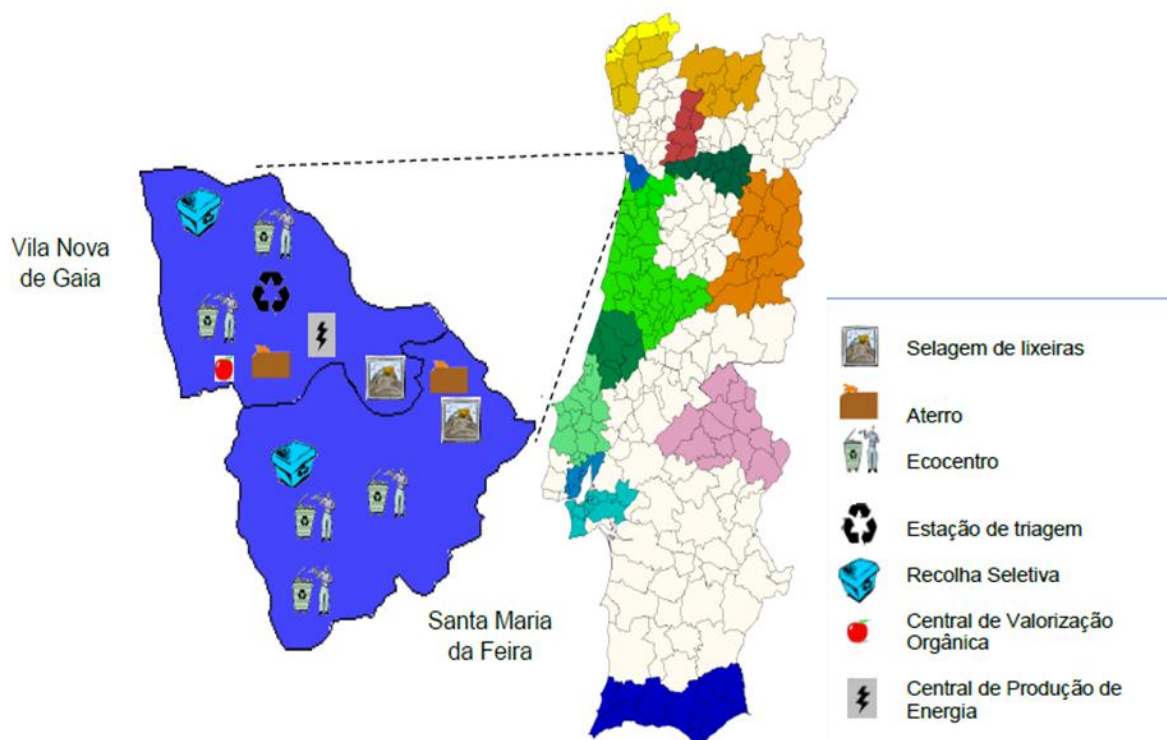 Vila Nova
de Gaia
Santa Maria
da Feira
Selagem de lixeiras
Aterro
Ecocentro
Estação de triagem
Recolha Seletiva
Central de Valorização
Orgânica
Central de Produção de
Energia